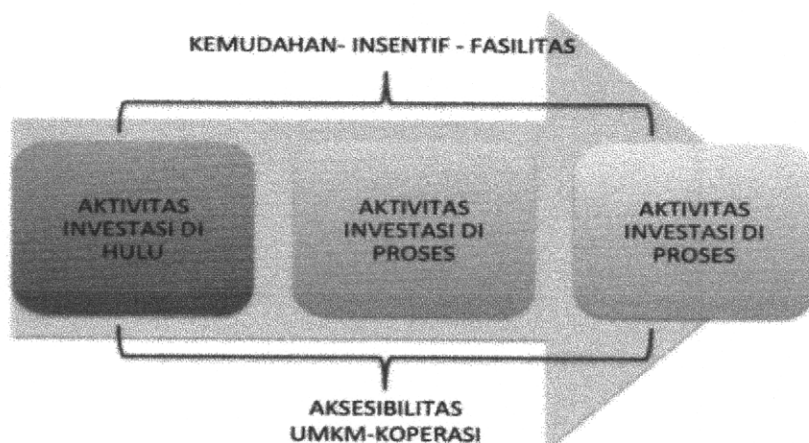 KEMUDAHAN- INSENTIF - FASILITAS
AKTIVITAS
INVESTASI DI
HULU
AKTIVITAS
INVESTASI DI
PROSES
AKTIVITAS
INVESTASI DI
PROSES
AKSESIBILITAS
UMKM-KOPERASI